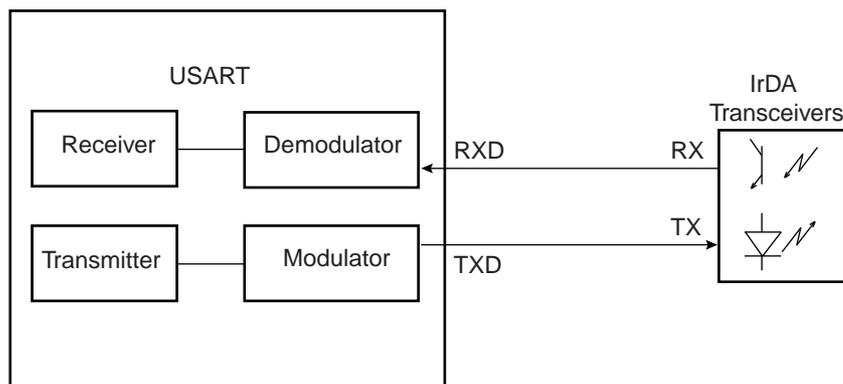 USART
IrDA
Transceivers
Receiver
Demodulator
RXD
RX
Transmitter
Modulator
TXD
TX